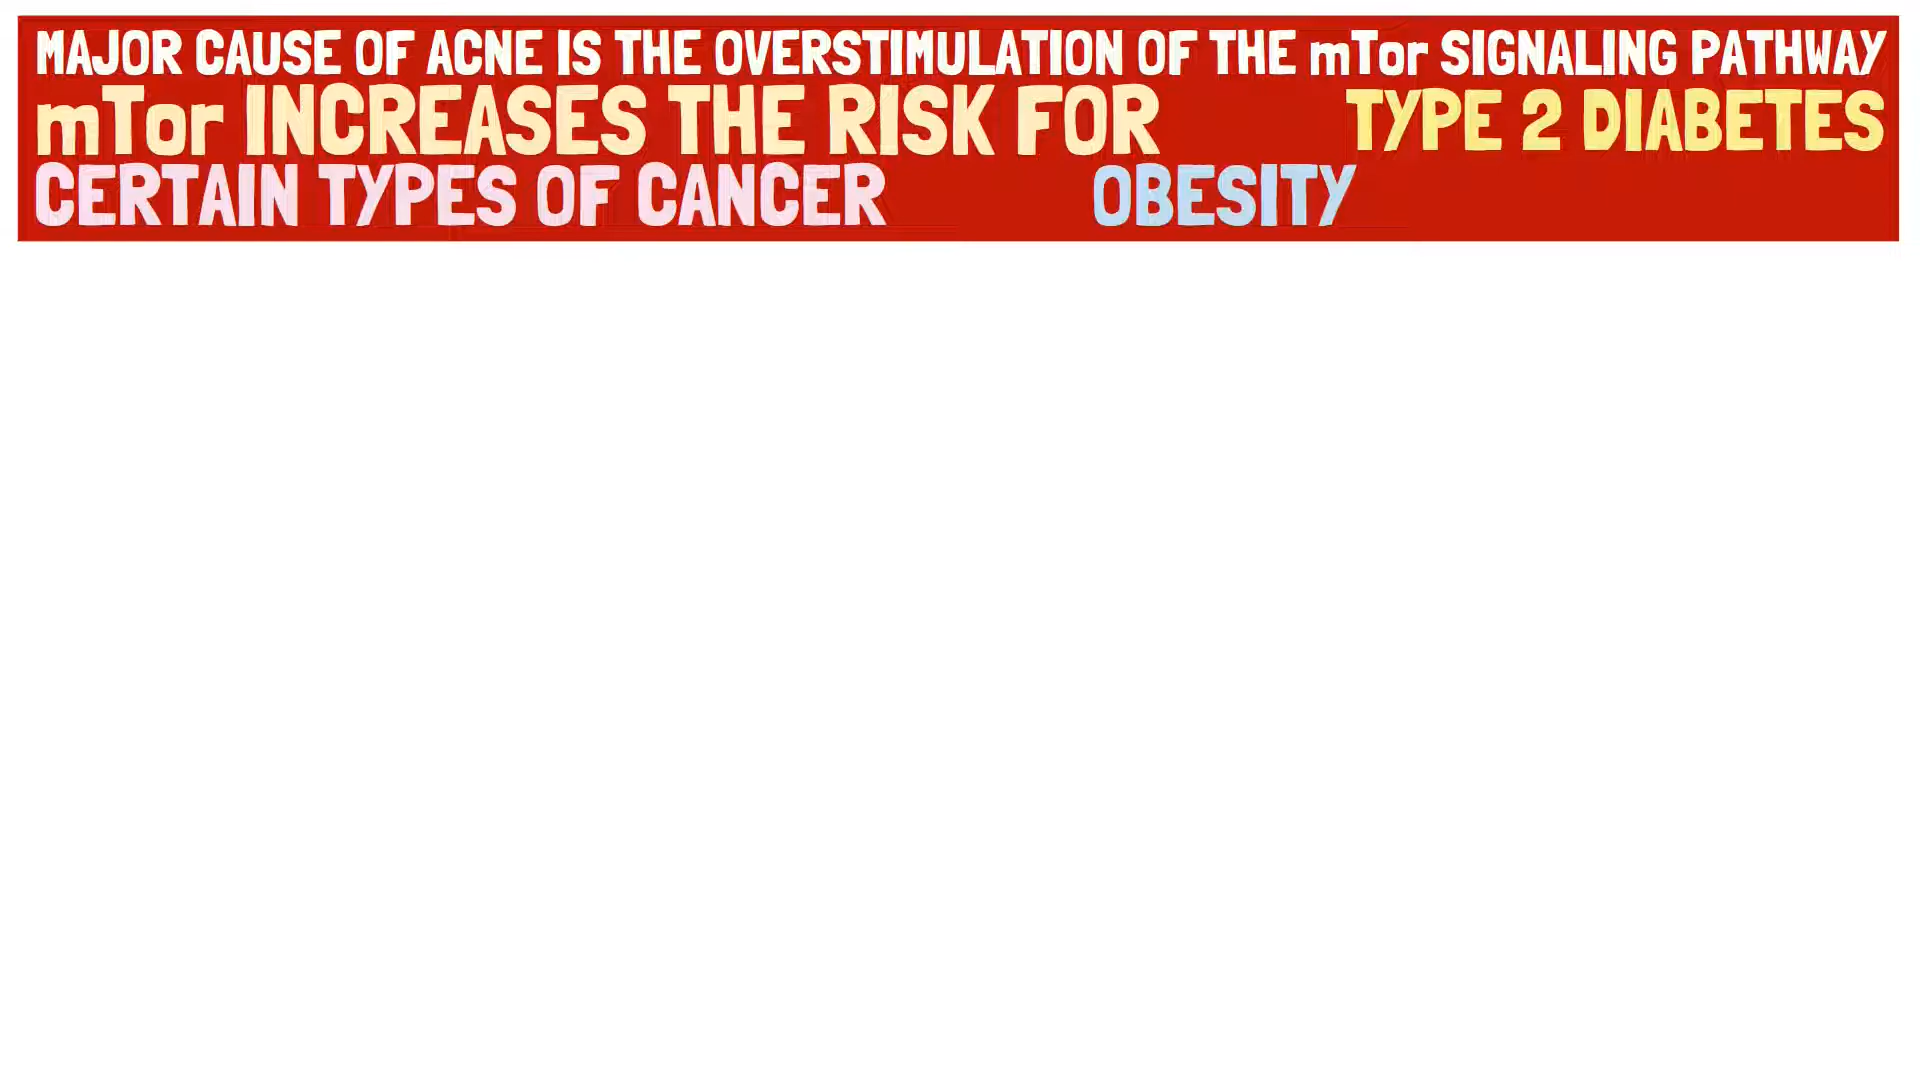 MAJOR CAUSE OF ACNE IS THE OVERSTIMULATION OF THE mTor SIGNALING PATHWAY
mTor INCREASES THE RISK FOR TYPE 2 DIABETES
CERTAIN TYPES OF CANCER OBESITY